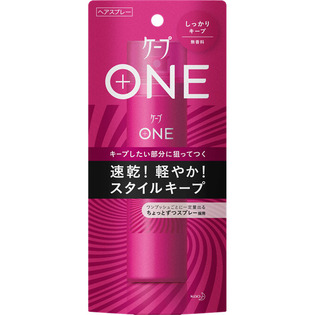 ヘアスプレー
ケープ
ONE
しっかり
キープ
無香料
ケープ
ONE
キープしたい部分に狙ってつく
速乾！軽やか！
スタイルキープ
ワンプッシュごとに一定量出る
ちょっとずつスプレー採用